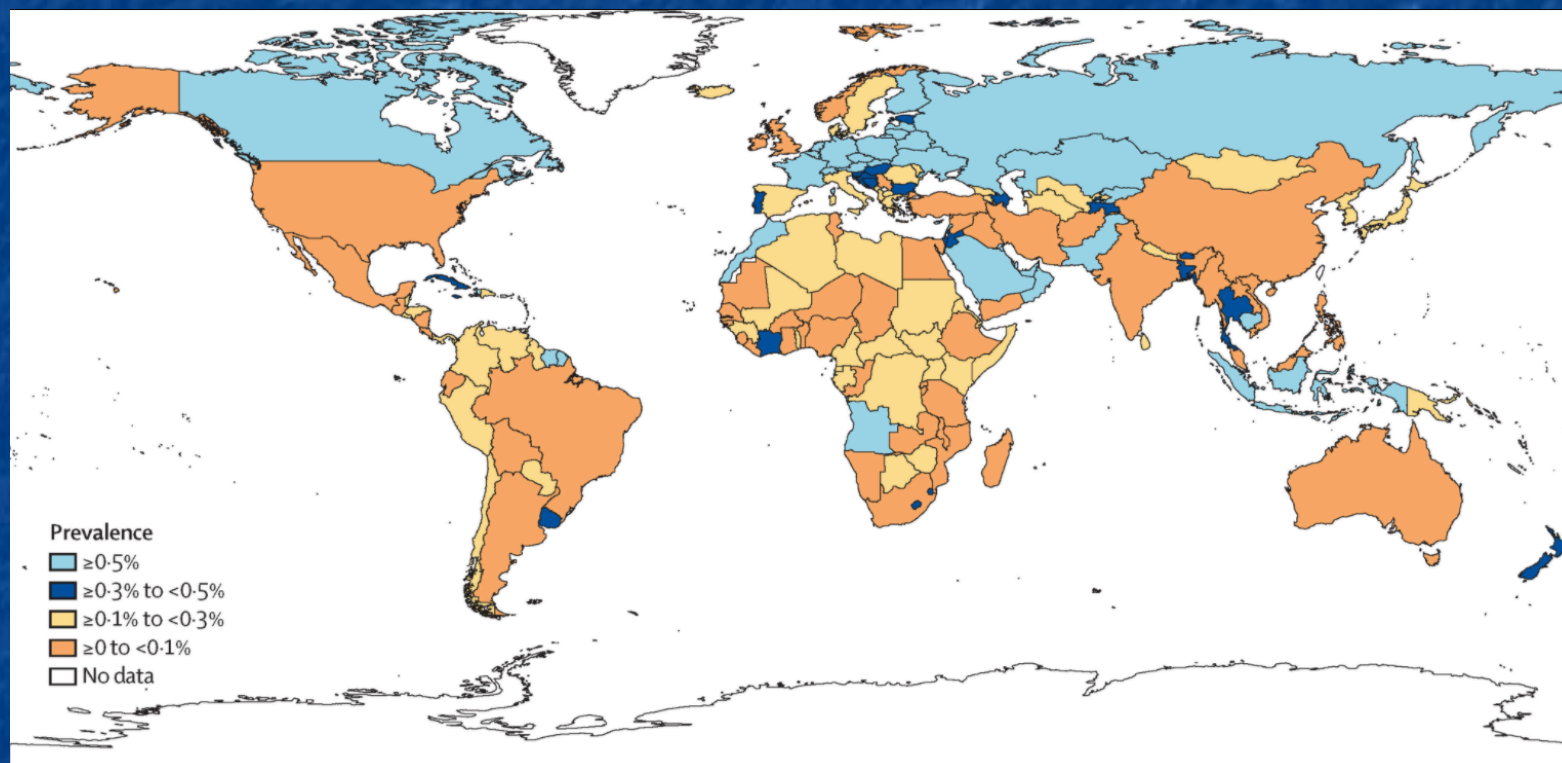 Prevalence
≥0·5%
≥0·3% to <0·5%
≥0·1% to <0·3%
≥0 to <0·1%
No data